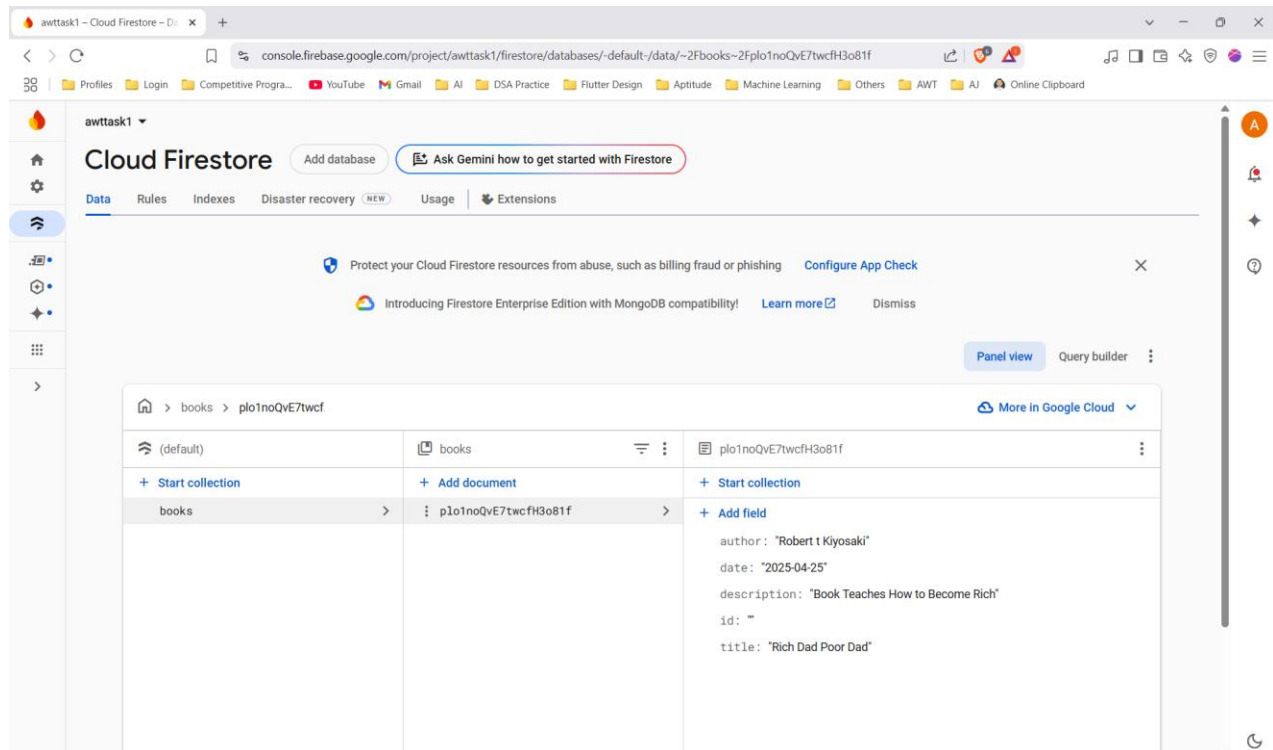 awttask1 – Cloud Firestore – Da
console.firebase.google.com/project/awttask1/firestore/databases/-default-/data/~2Fbooks~2Fplo1noQvE7twcfH3o81f
Profiles Login Competitive Progra... YouTube Gmail AI DSA Practice Flutter Design Aptitude Machine Learning Others AWT AJ Online Clipboard
awttask1
A
Cloud Firestore Add database Ask Gemini how to get started with Firestore
Data Rules Indexes Disaster recovery NEW Usage Extensions
Protect your Cloud Firestore resources from abuse, such as billing fraud or phishing Configure App Check
Introducing Firestore Enterprise Edition with MongoDB compatibility! Learn more Dismiss
Panel view Query builder
books > plo1noQvE7twcf More in Google Cloud
(default) books plo1noQvE7twcfH3o81f
+ Start collection + Add document + Start collection
books plo1noQvE7twcfH3o81f + Add field
author: "Robert t Kiyosaki"
date: "2025-04-25"
description: "Book Teaches How to Become Rich"
id: ""
title: "Rich Dad Poor Dad"